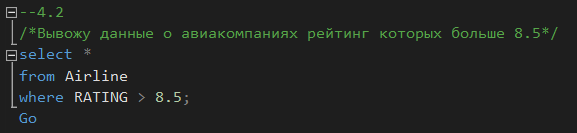 --4.2
/*Вывожу данные о авиакомпаниях рейтинг которых больше 8.5*/
select *
from Airline
where RATING > 8.5;
Go